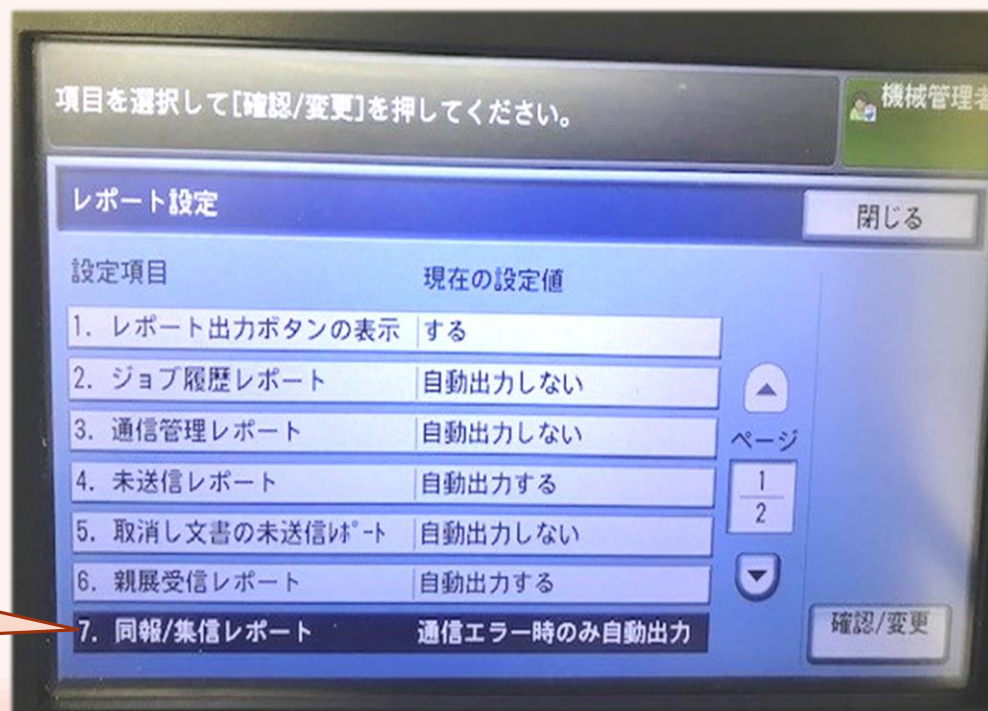 項目を選択して[確認/変更]を押してください。
機械管理者
レポート設定
閉じる
設定項目 現在の設定値
1. レポート出力ボタンの表示 する
2. ジョブ履歴レポート 自動出力しない
3. 通信管理レポート 自動出力しない
ページ
4. 未送信レポート 自動出力する
1
2
5. 取消し文書の未送信ﾚﾎﾟｰﾄ 自動出力しない
6. 親展受信レポート 自動出力する
7. 同報/集信レポート 通信エラー時のみ自動出力
確認/変更